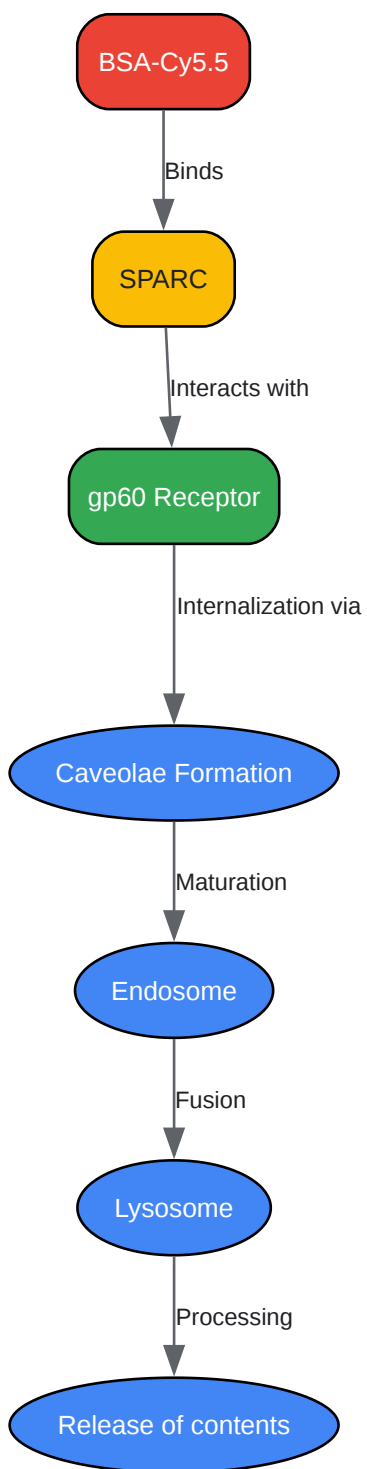 BSA-Cy5.5
Binds
SPARC
Interacts with
gp60 Receptor
Internalization via
Caveolae Formation
Maturation
Endosome
Fusion
Lysosome
Processing
Release of contents